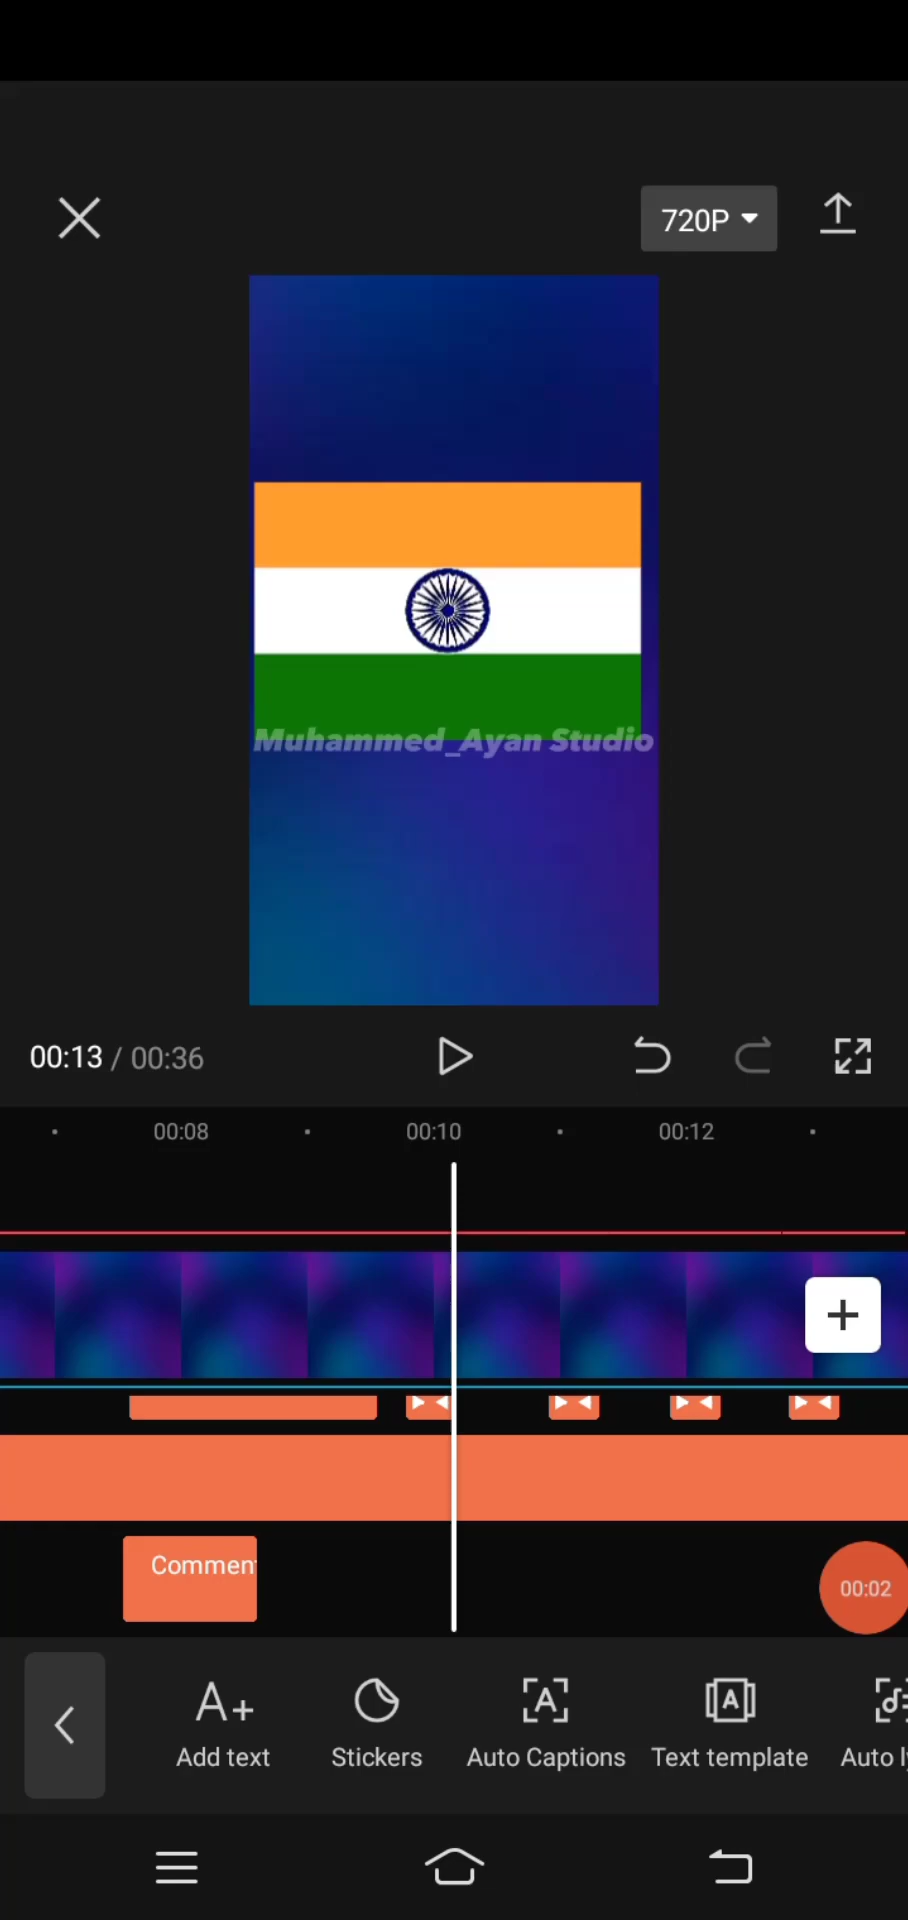 720P
Muhammed_Ayan Studio
00:13 / 00:36
00:08 00:10 00:12
Commen
00:02
Add text Stickers Auto Captions Text template Auto